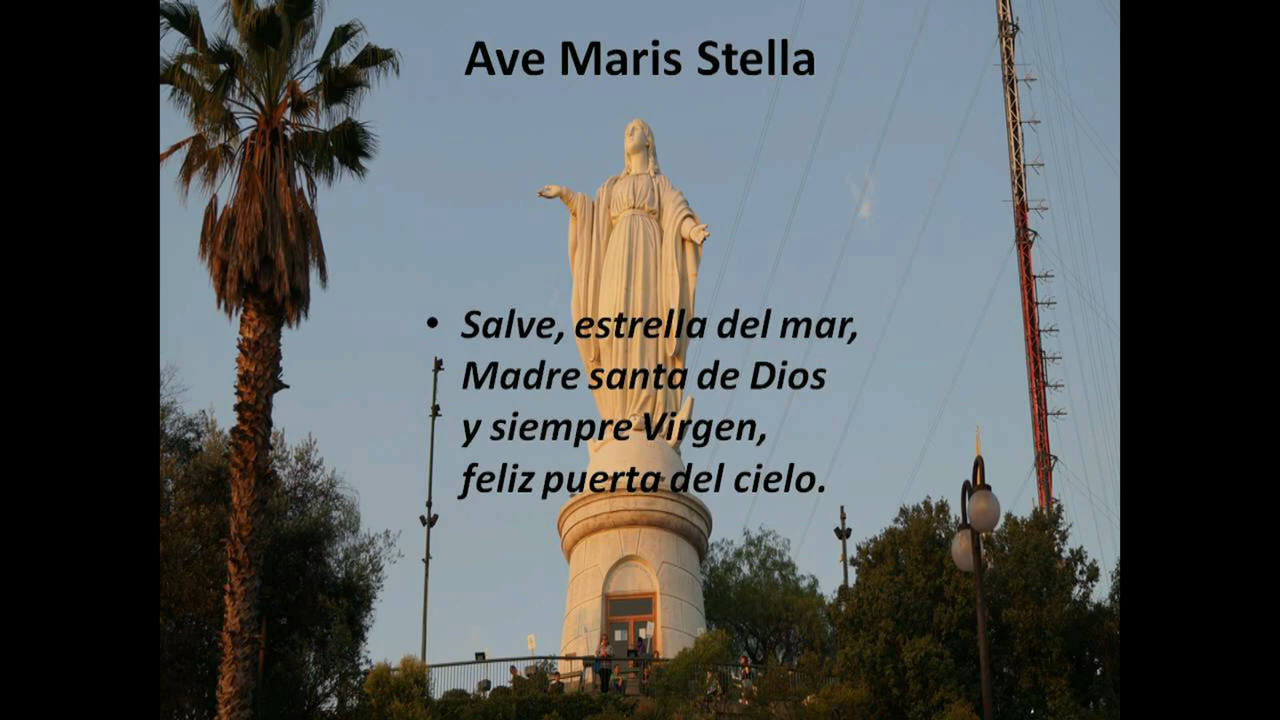 Ave Maris Stella
• Salve, estrella del mar,
Madre santa de Dios
y siempre Virgen,
feliz puerta del cielo.